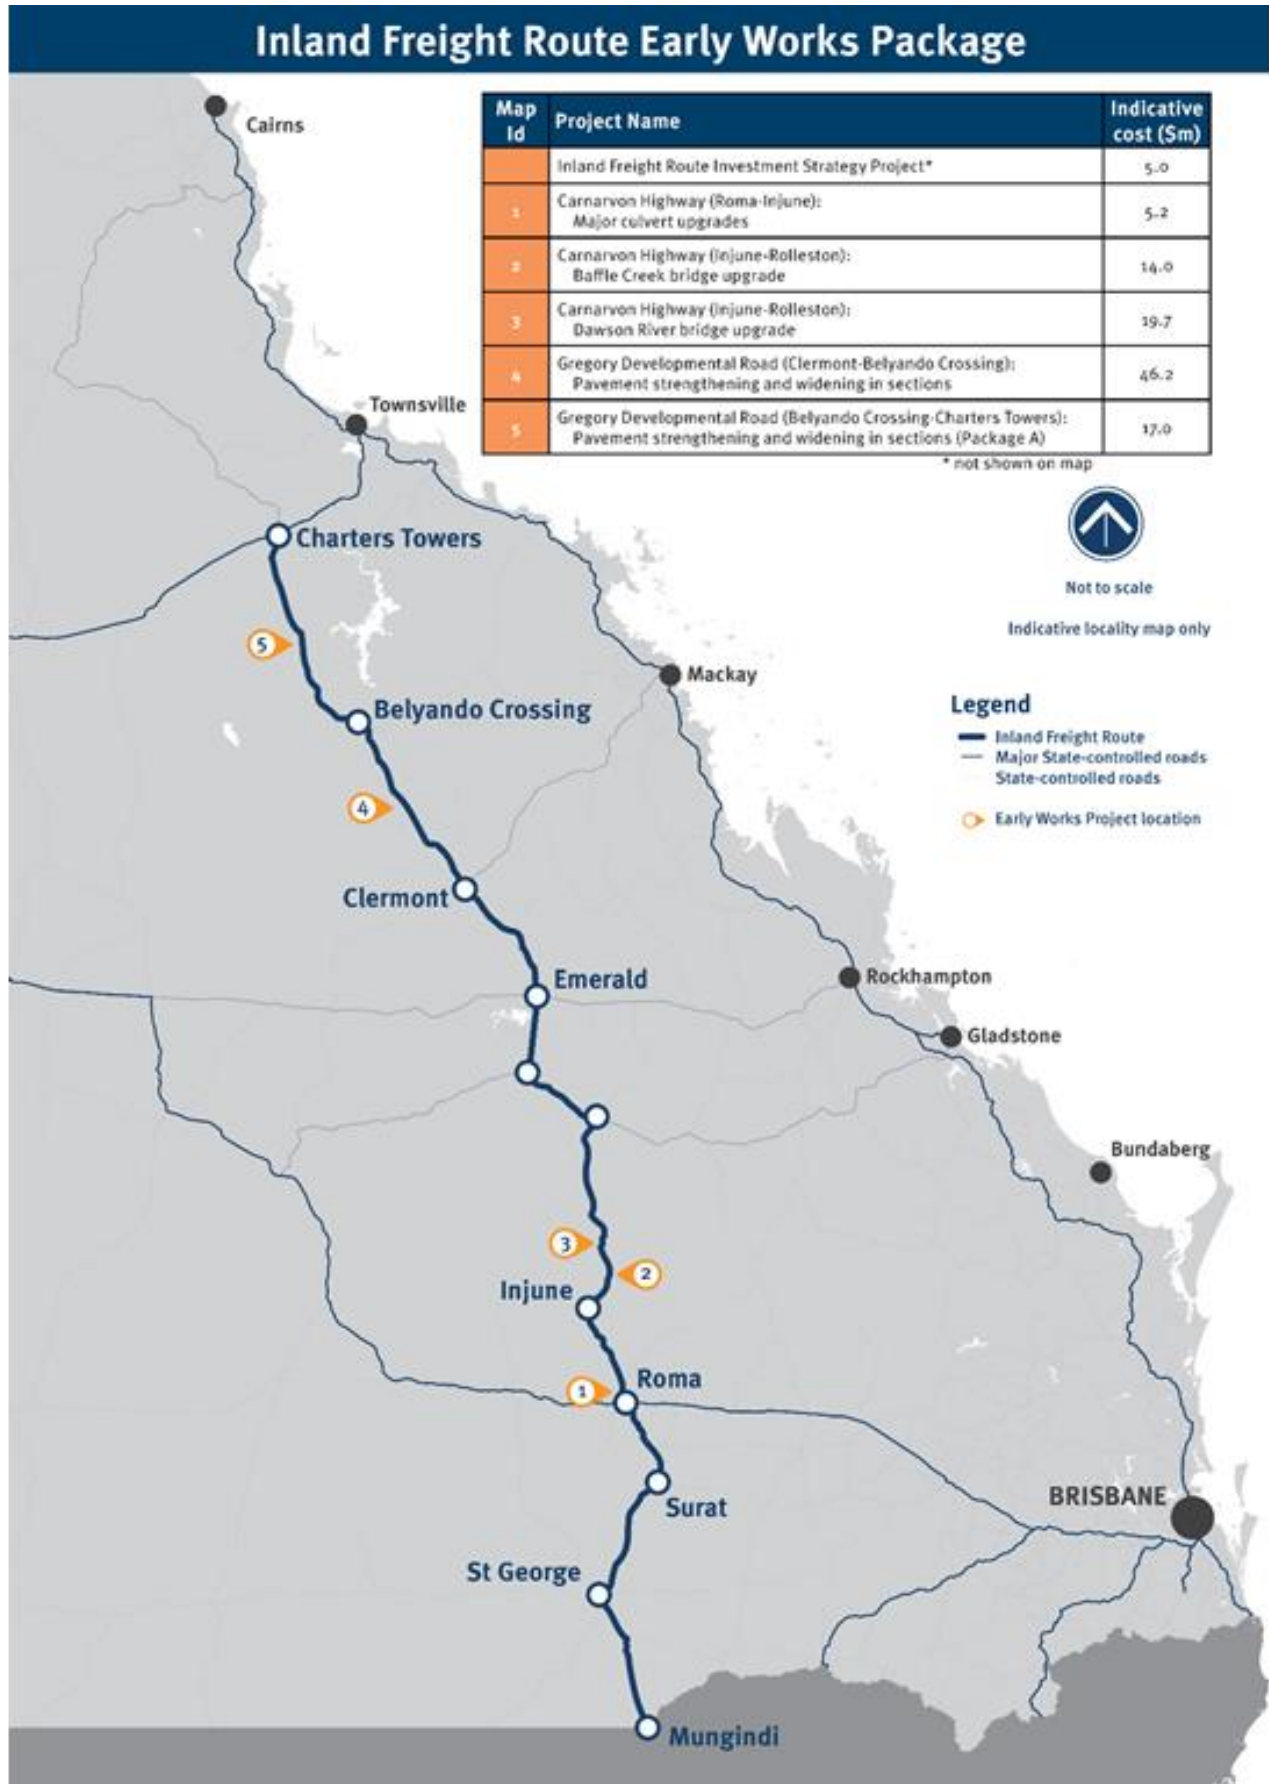 Inland Freight Route Early Works Package
Map Id Project Name Indicative cost ($m)
Inland Freight Route Investment Strategy Project* 5.0
1 Carnarvon Highway (Roma-Injune): 5.2
Major culvert upgrades
2 Carnarvon Highway (Injune-Rolleston): 14.0
Baffle Creek bridge upgrade
3 Carnarvon Highway (Injune-Rolleston): 19.7
Dawson River bridge upgrade
4 Gregory Developmental Road (Clermont-Belyando Crossing): 46.2
Pavement strengthening and widening in sections
5 Gregory Developmental Road (Belyando Crossing-Charters Towers): 17.0
Pavement strengthening and widening in sections (Package A)
* not shown on map
Not to scale
Indicative locality map only
Legend
Inland Freight Route
Major State-controlled roads
State-controlled roads
Early Works Project location
Cairns
Townsville
Charters Towers
5
Mackay
Belyando Crossing
4
Clermont
Emerald
Rockhampton
Gladstone
Bundaberg
3
2
Injune
Roma
1
BRISBANE
Surat
St George
Mungindi